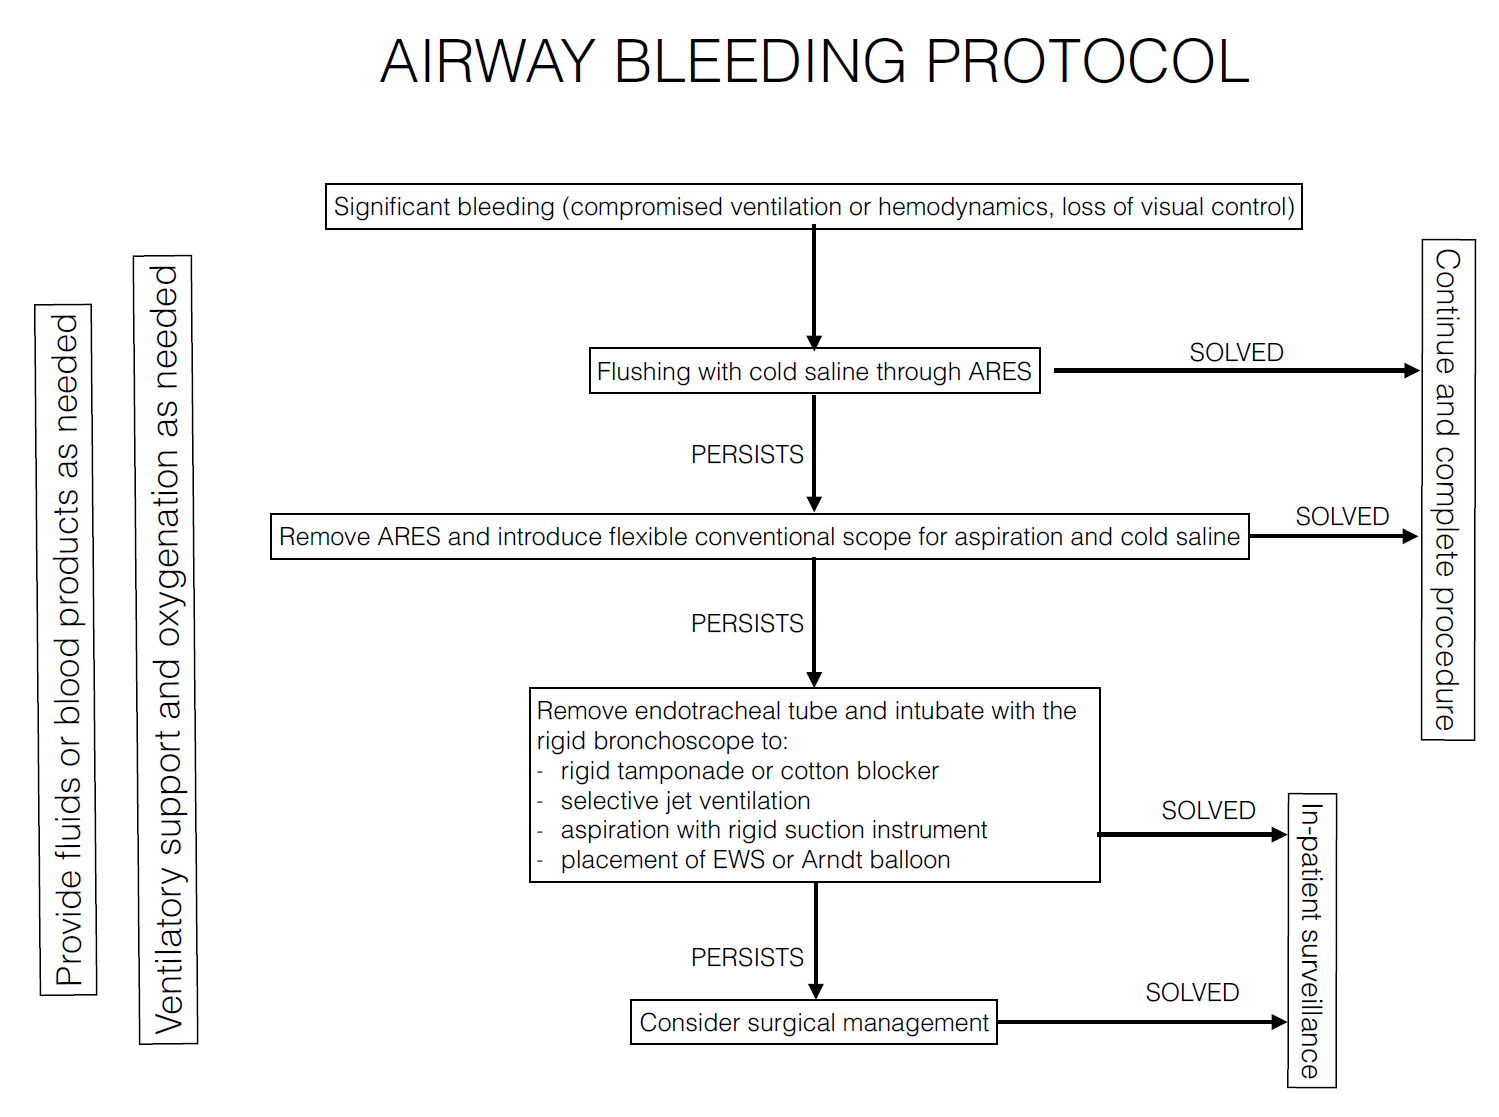 AIRWAY BLEEDING PROTOCOL
Significant bleeding (compromised ventilation or hemodynamics, loss of visual control)
Flushing with cold saline through ARES
SOLVED
PERSISTS
Remove ARES and introduce flexible conventional scope for aspiration and cold saline
SOLVED
PERSISTS
Remove endotracheal tube and intubate with the
rigid bronchoscope to:
- rigid tamponade or cotton blocker
- selective jet ventilation
- aspiration with rigid suction instrument
- placement of EWS or Arndt balloon
SOLVED
PERSISTS
Consider surgical management
SOLVED
Provide fluids or blood products as needed
Ventilatory support and oxygenation as needed
Continue and complete procedure
In-patient surveillance